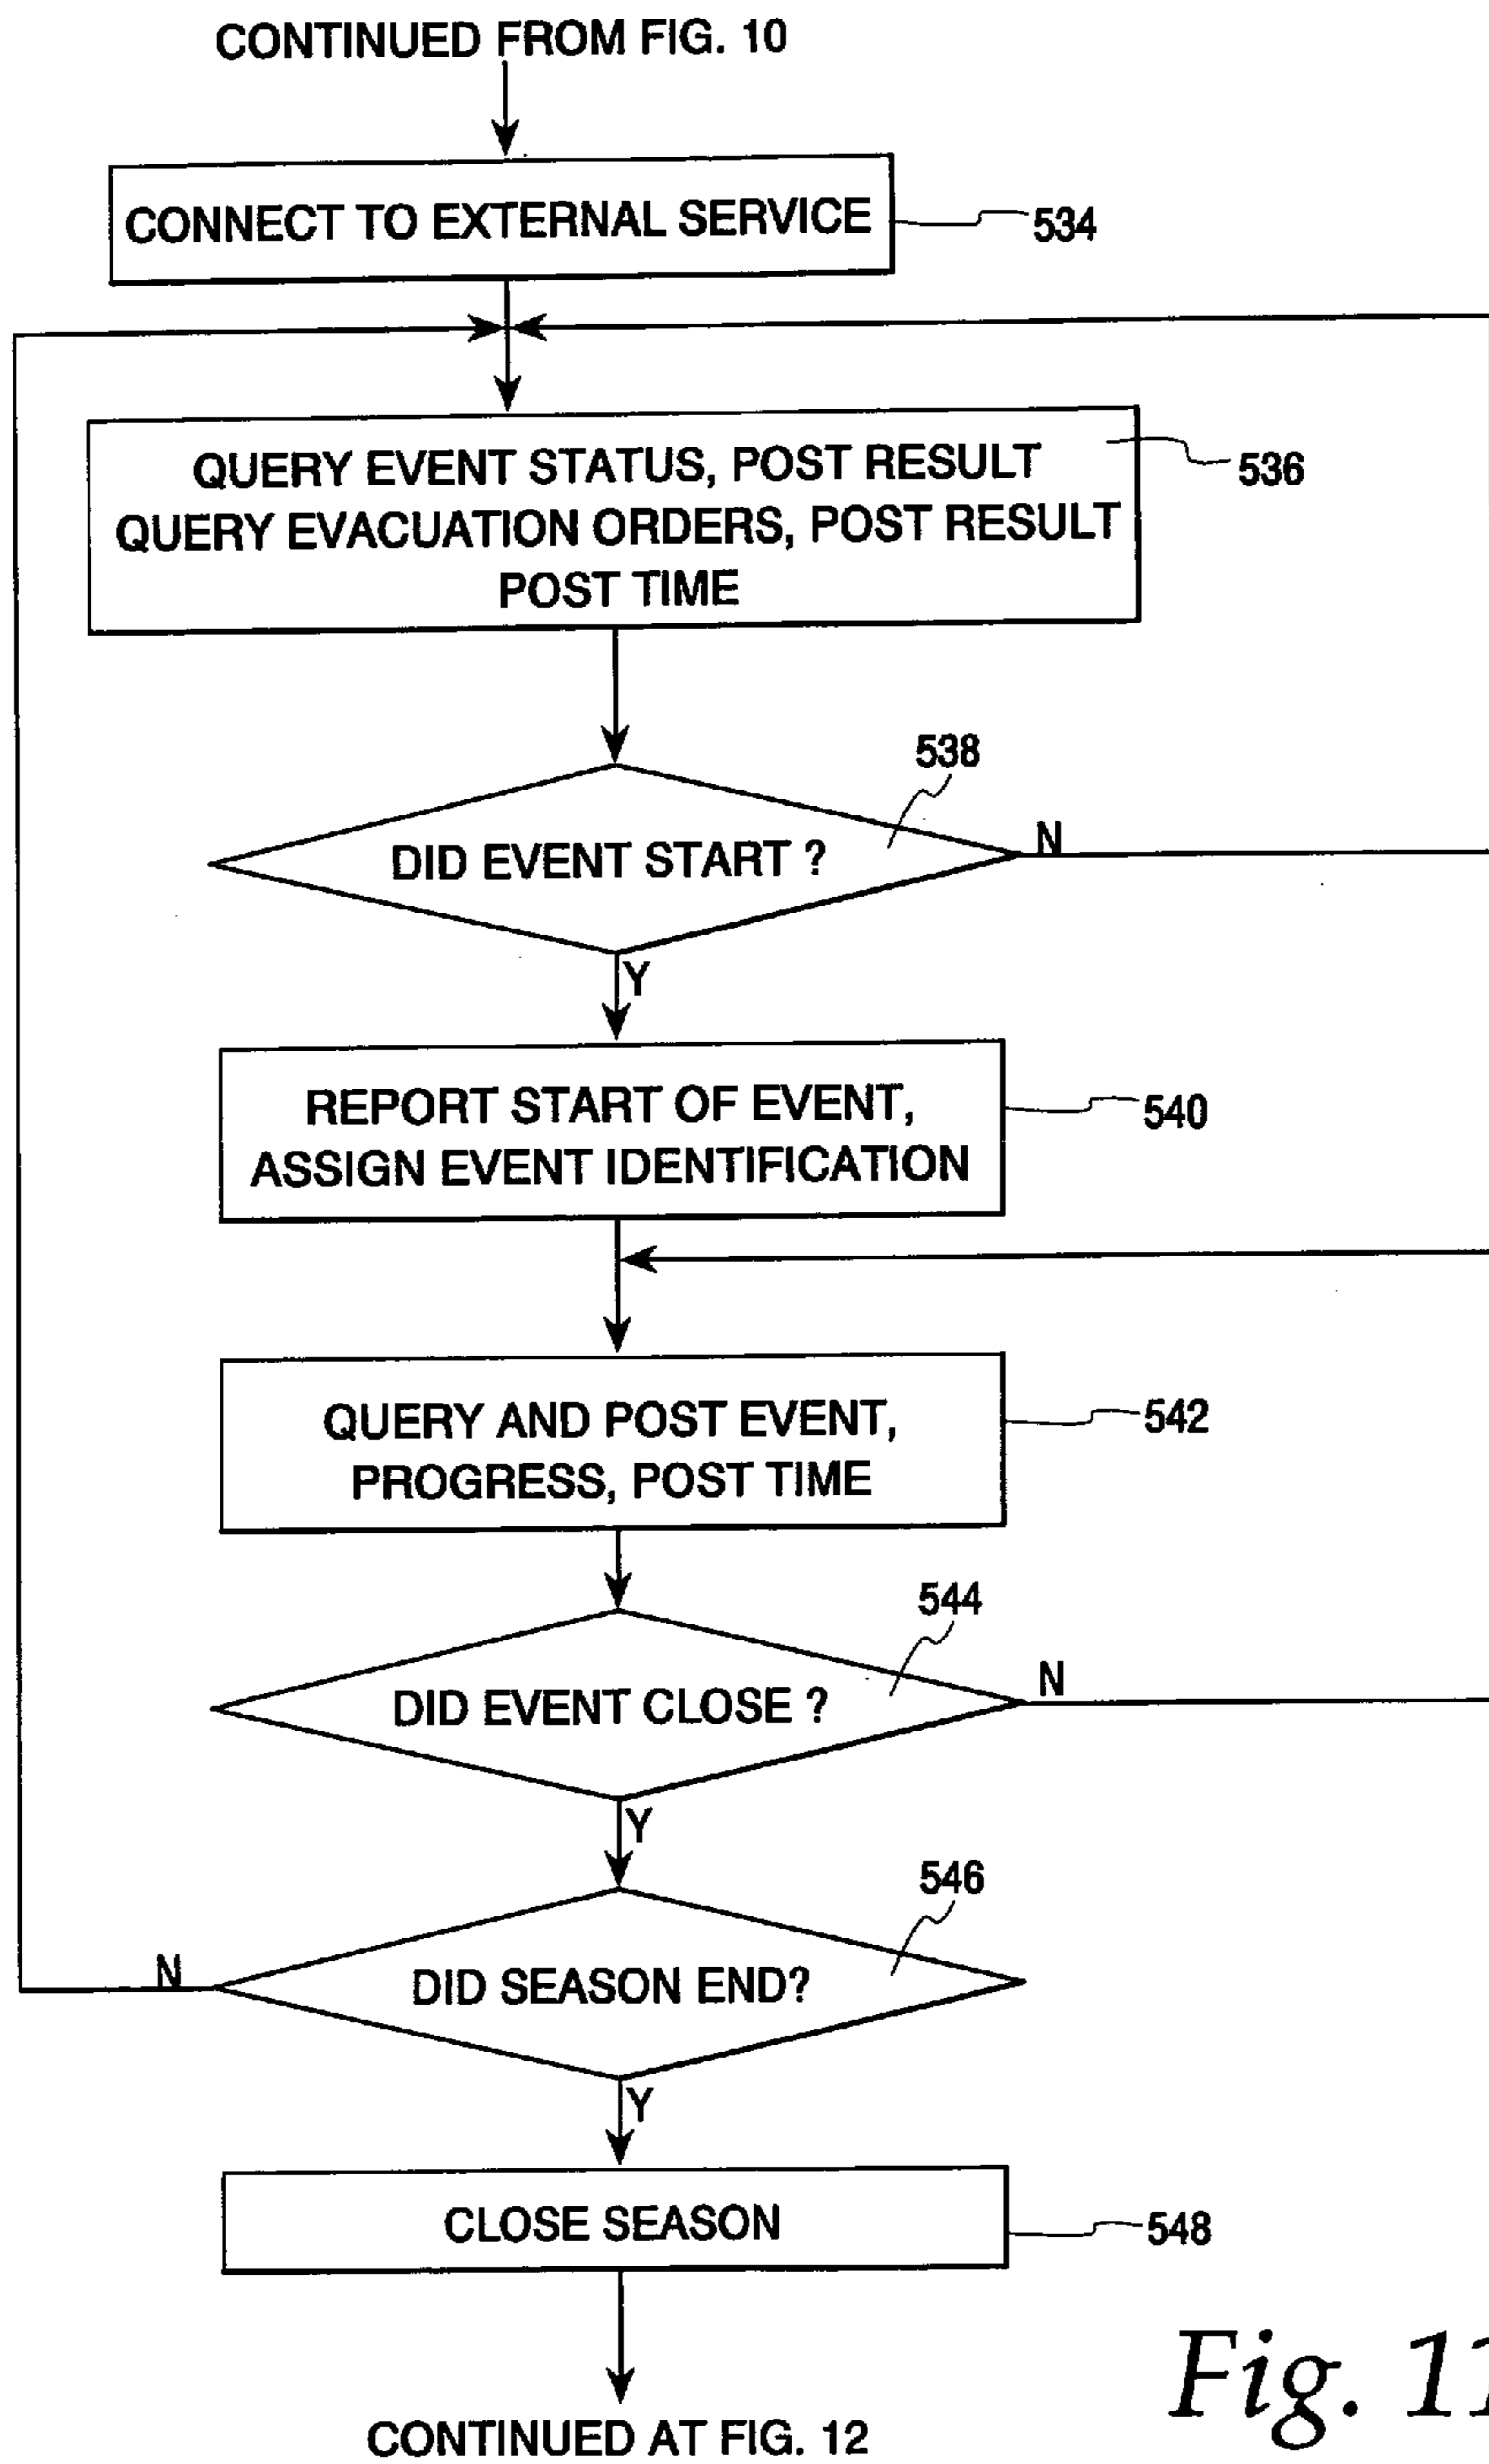 CONTINUED FROM FIG. 10
CONNECT TO EXTERNAL SERVICE
534
QUERY EVENT STATUS, POST RESULT
QUERY EVACUATION ORDERS, POST RESULT
POST TIME
536
538
DID EVENT START ?
N
Y
REPORT START OF EVENT,
ASSIGN EVENT IDENTIFICATION
540
QUERY AND POST EVENT,
PROGRESS, POST TIME
542
544
DID EVENT CLOSE ?
N
Y
546
N
DID SEASON END?
Y
CLOSE SEASON
548
Fig. 11
CONTINUED AT FIG. 12